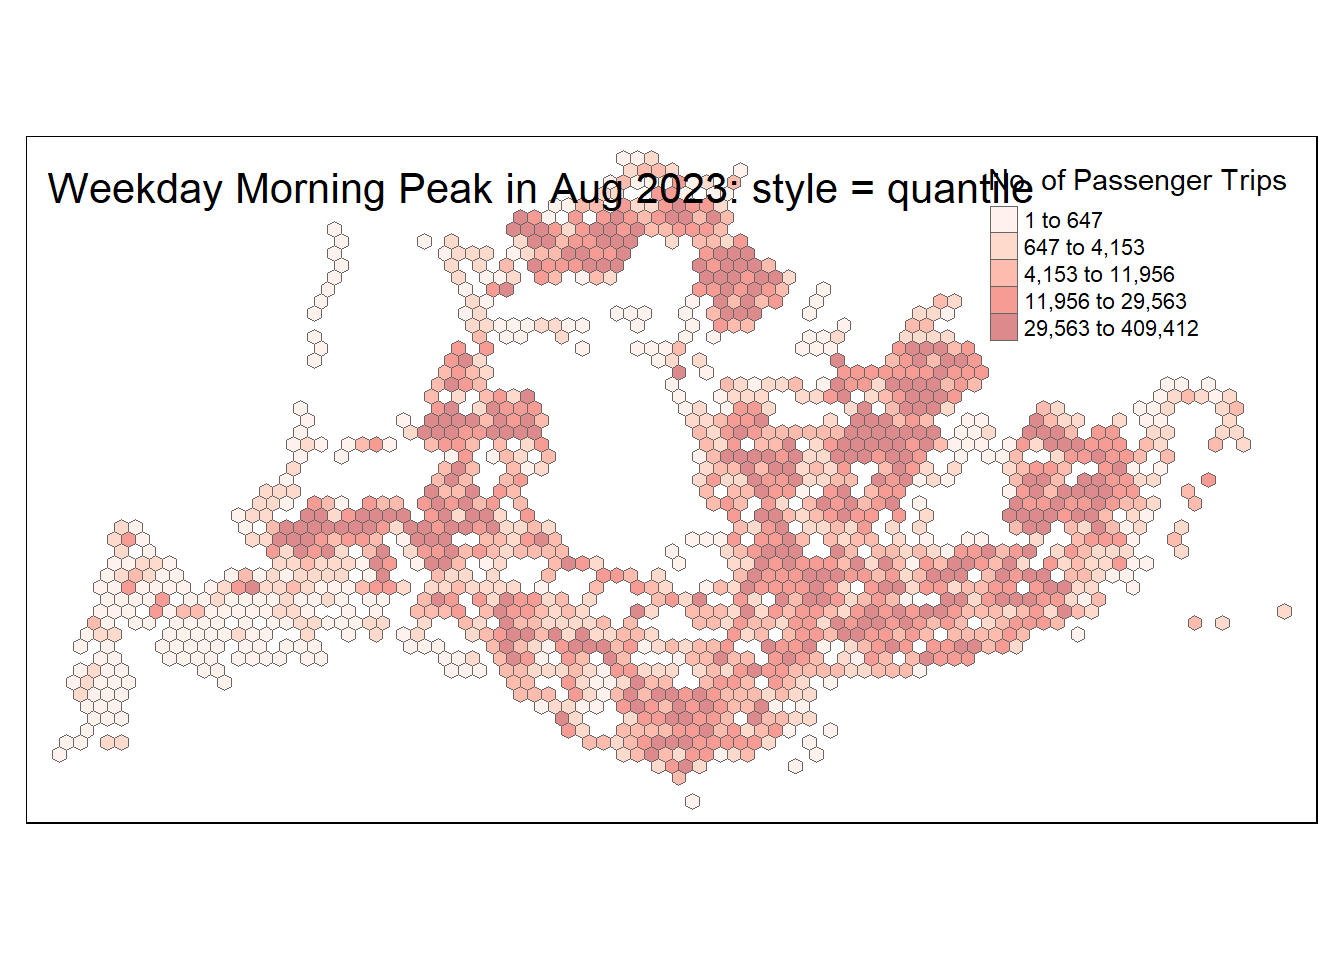 Weekday Morning Peak in Aug 2023: style = quantile
No. of Passenger Trips
1 to 647
647 to 4,153
4,153 to 11,956
11,956 to 29,563
29,563 to 409,412